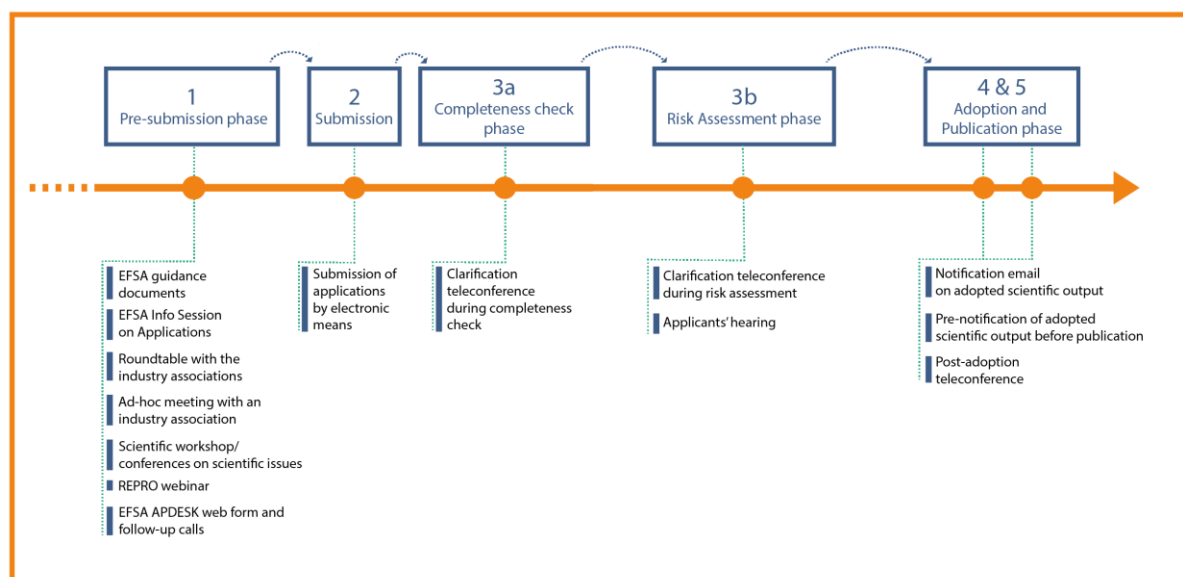 1
Pre-submission phase
2
Submission
3a
Completeness check
phase
3b
Risk Assessment phase
4 & 5
Adoption and
Publication phase
EFSA guidance
documents
EFSA Info Session
on Applications
Roundtable with the
industry associations
Ad-hoc meeting with an
industry association
Scientific workshop/
conferences on scientific issues
REPRO webinar
EFSA APDESK web form and
follow-up calls
Submission of
applications
by electronic
means
Clarification
teleconference
during completeness
check
Clarification teleconference
during risk assessment
Applicants' hearing
Notification email
on adopted scientific output
Pre-notification of adopted
scientific output before publication
Post-adoption
teleconference